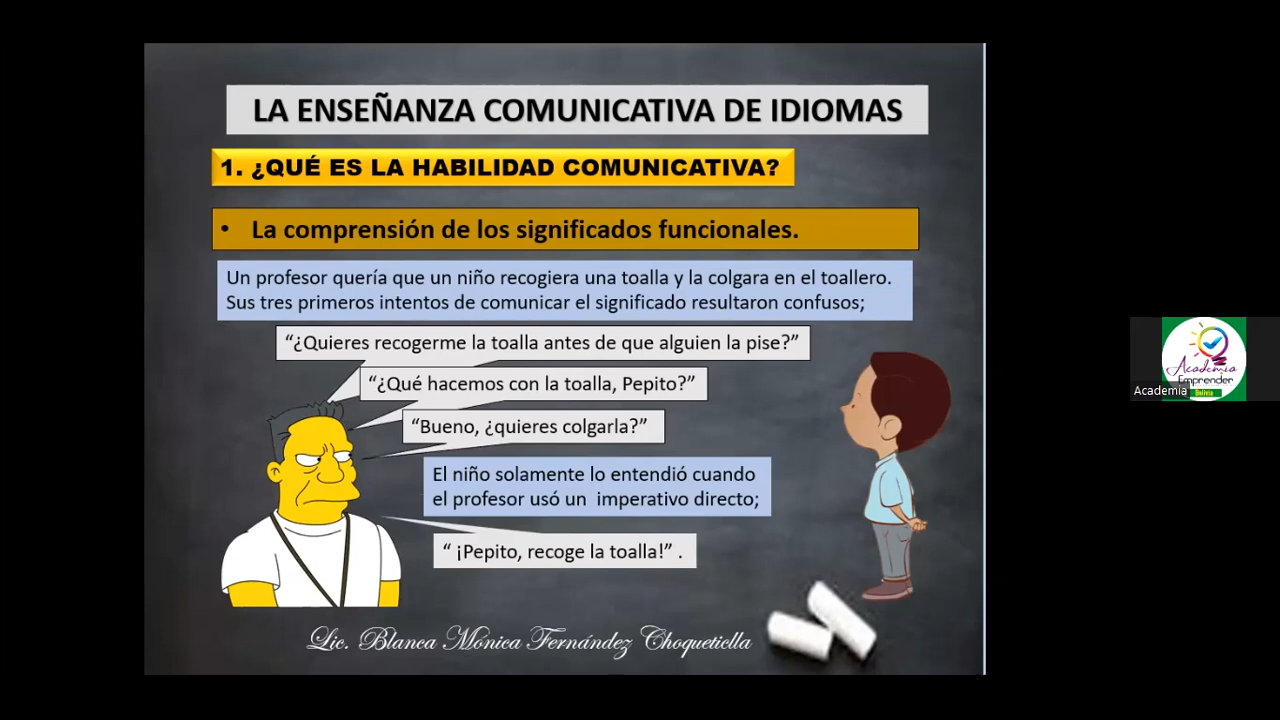 LA ENSEÑANZA COMUNICATIVA DE IDIOMAS
1. ¿QUÉ ES LA HABILIDAD COMUNICATIVA?
• La comprensión de los significados funcionales.
Un profesor quería que un niño recogiera una toalla y la colgara en el toallero.
Sus tres primeros intentos de comunicar el significado resultaron confusos;
“¿Quieres recogerme la toalla antes de que alguien la pise?”
“¿Qué hacemos con la toalla, Pepito?”
“Bueno, ¿quieres colgarla?”
El niño solamente lo entendió cuando
el profesor usó un imperativo directo;
“ ¡Pepito, recoge la toalla!” .
Lic. Blanca Mónica Fernández Choqueticlla
Academia
Emprender
Bolivia
Academia